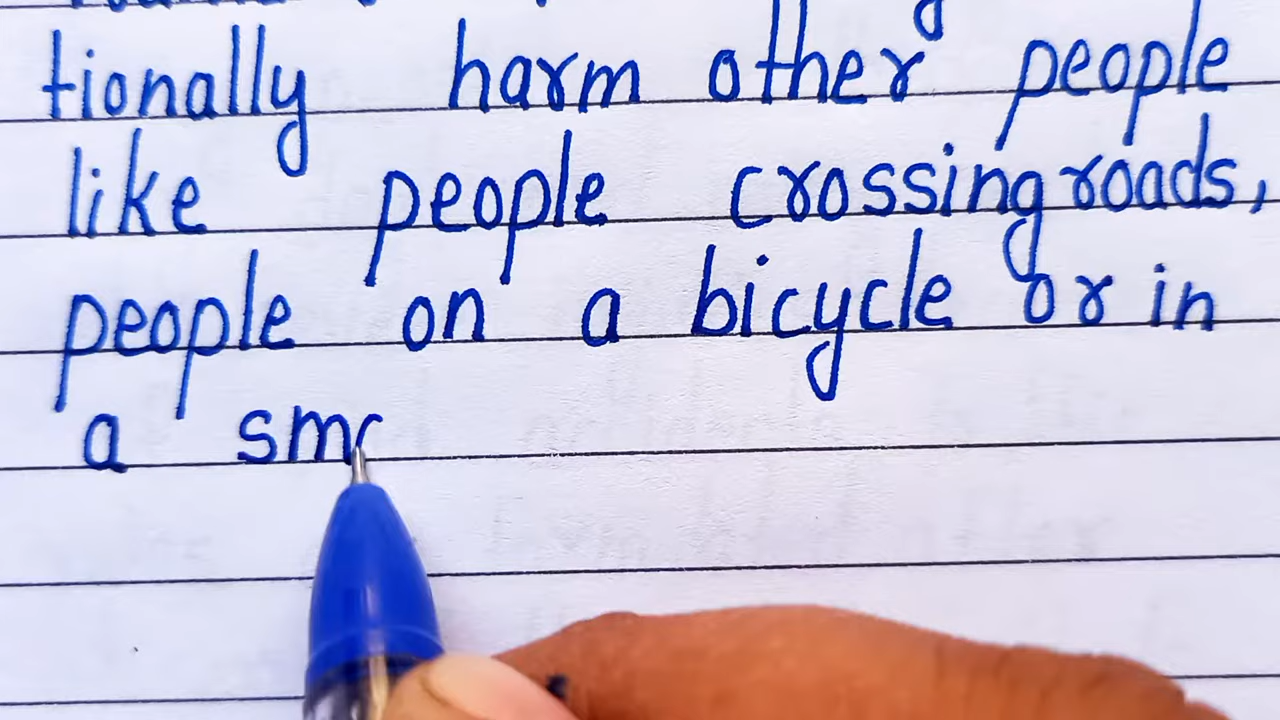 tionally harm other people
like people crossing roads,
people on a bicycle or in
a sm